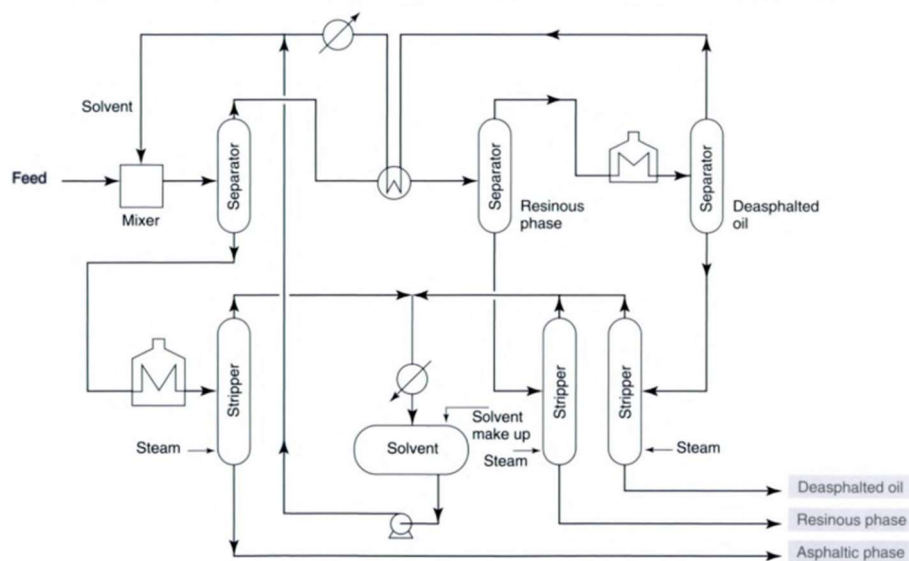 Solvent
Feed
Mixer
Separator
Separator
Resinous
phase
Separator
Deasphalted
oil
Stripper
Steam
Solvent
Solvent
make up
Steam
Stripper
Stripper
Steam
Deasphalted oil
Resinous phase
Asphaltic phase